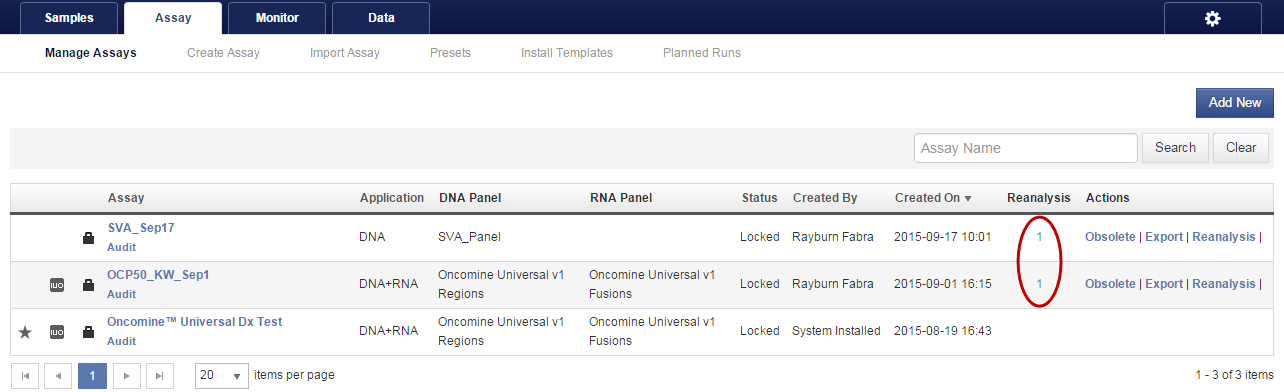 Samples Assay Monitor Data
Manage Assays Create Assay Import Assay Presets Install Templates Planned Runs
Add New
Assay Name Search Clear
Assay Application DNA Panel RNA Panel Status Created By Created On ▼ Reanalysis Actions
SVA_Sep17 DNA SVA_Panel Locked Rayburn Fabra 2015-09-17 10:01 1 Obsolete | Export | Reanalysis |
Audit
IUO OCP50_KW_Sep1 DNA+RNA Oncomine Universal v1 Oncomine Universal v1 Locked Rayburn Fabra 2015-09-01 16:15 1 Obsolete | Export | Reanalysis |
Audit Regions Fusions
IUO Oncomine™ Universal Dx Test DNA+RNA Oncomine Universal v1 Oncomine Universal v1 Locked System Installed 2015-08-19 16:43
Audit Regions Fusions
1 20 items per page 1 - 3 of 3 items